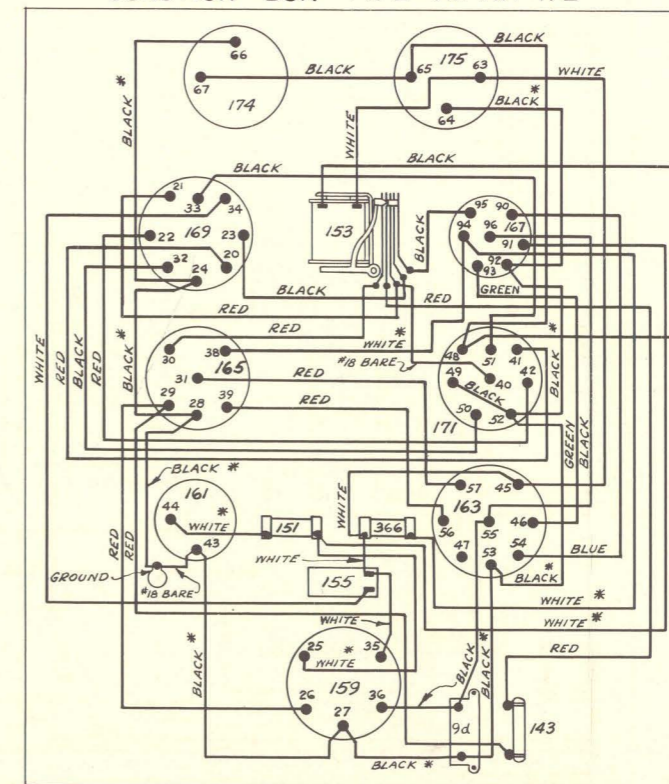 BLACK
66
175
65
63
67
BLACK
WHITE
174
BLACK *
64
BLACK *
WHITE
BLACK
BLACK
21
33
34
95
90
167
22
169
23
153
94
96
91
32
24
20
BLACK
92
93
GREEN
BLACK
RED
RED
RED
WHITE *
#18 BARE
30
38
165
48
51
41
31
RED
49
BLACK
40
42
29
28
39
RED
50
52
171
BLACK
WHITE
RED
BLACK
RED
BLACK *
GREEN
BLACK
BLACK *
161
57
45
44
WHITE *
151
366
WHITE
163
56
55
46
43
47
53
54
BLUE
RED
RED
WHITE
BLACK *
GROUND
#18 BARE
155
WHITE *
WHITE
WHITE *
25
WHITE *
35
RED
159
26
36
27
BLACK *
BLACK *
BLACK *
9d
143
BLACK *